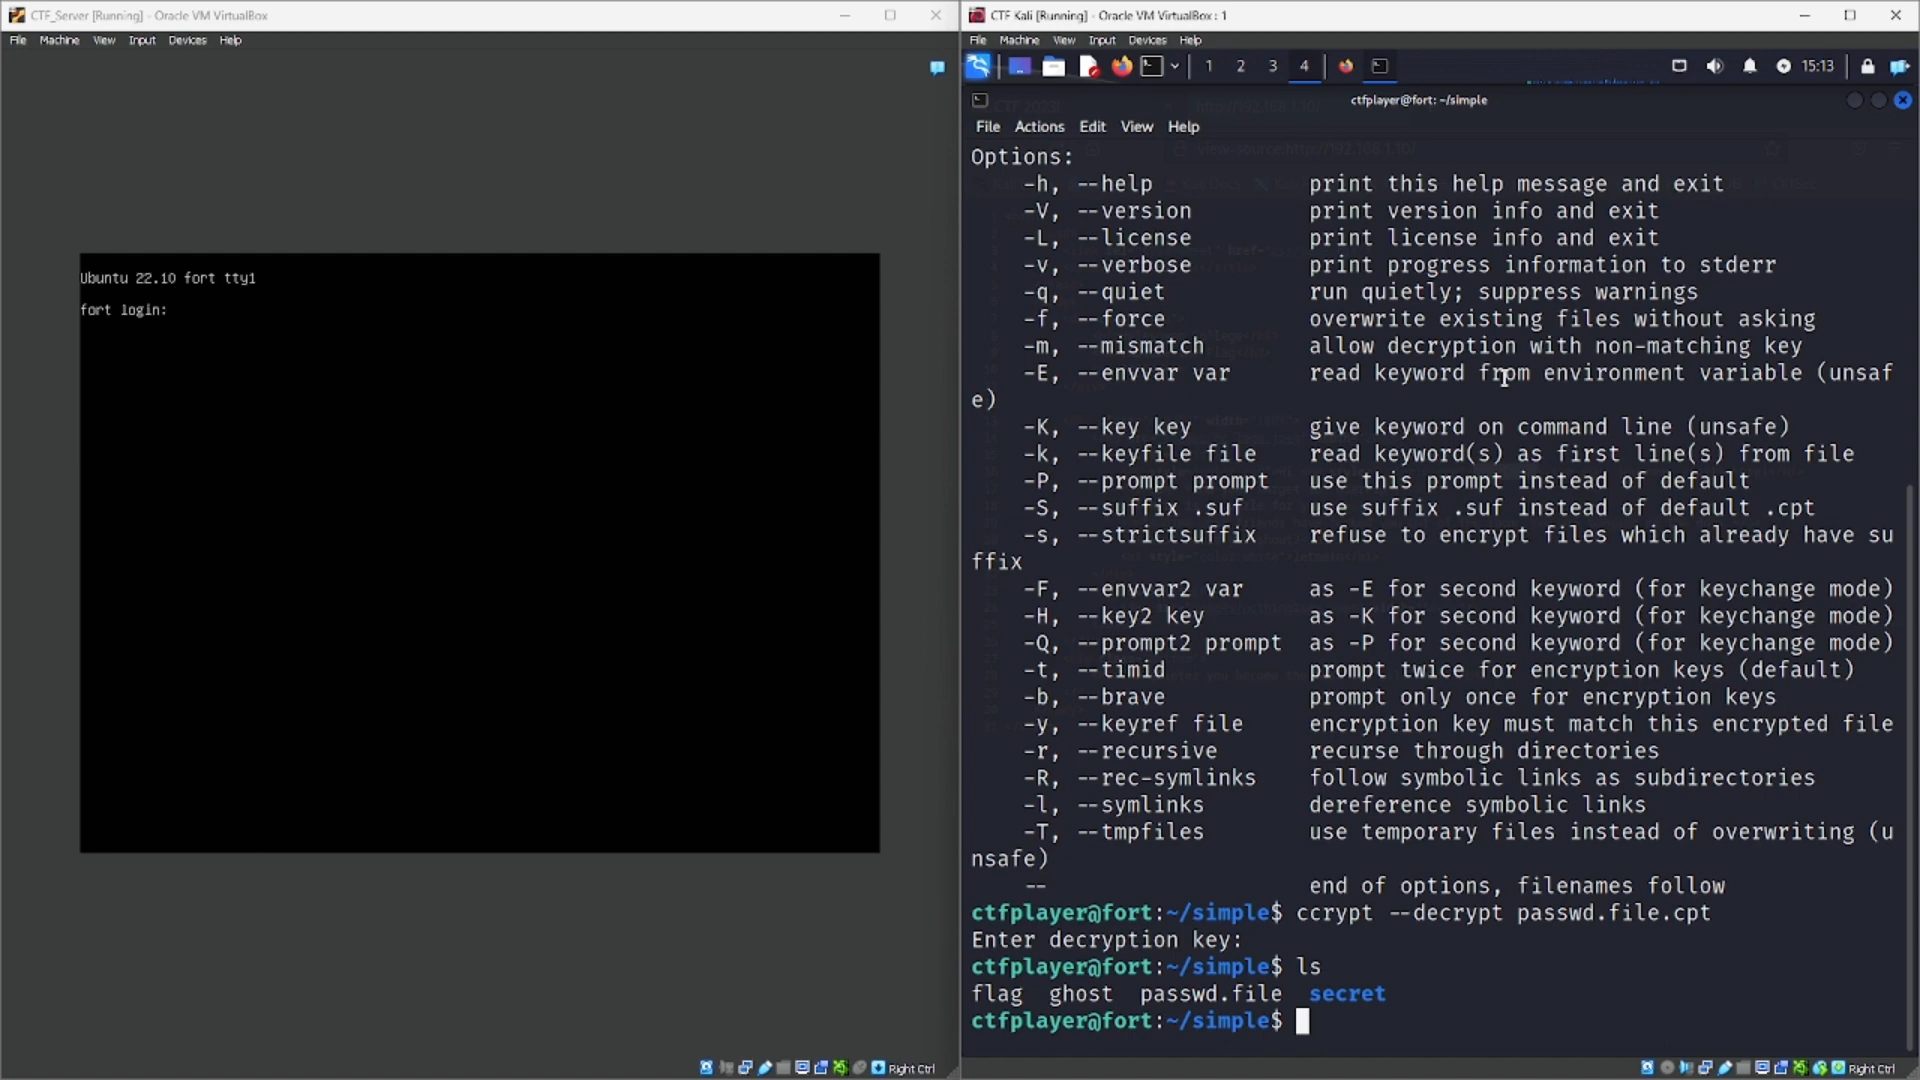 CTF_Server [Running] - Oracle VM VirtualBox
File Machine View Input Devices Help
Ubuntu 22.10 fort tty1
fort login:
Right Ctrl
CTF Kali [Running] - Oracle VM VirtualBox : 1
File Machine View Input Devices Help
1 2 3 4 15:13
ctfplayer@fort: ~/simple
File Actions Edit View Help
Options:
-h, --help print this help message and exit
-V, --version print version info and exit
-L, --license print license info and exit
-v, --verbose print progress information to stderr
-q, --quiet run quietly; suppress warnings
-f, --force overwrite existing files without asking
-m, --mismatch allow decryption with non-matching key
-E, --envvar var read keyword from environment variable (unsaf
e)
-K, --key key give keyword on command line (unsafe)
-k, --keyfile file read keyword(s) as first line(s) from file
-P, --prompt prompt use this prompt instead of default
-S, --suffix .suf use suffix .suf instead of default .cpt
-s, --strictsuffix refuse to encrypt files which already have su
ffix
-F, --envvar2 var as -E for second keyword (for keychange mode)
-H, --key2 key as -K for second keyword (for keychange mode)
-Q, --prompt2 prompt as -P for second keyword (for keychange mode)
-t, --timid prompt twice for encryption keys (default)
-b, --brave prompt only once for encryption keys
-y, --keyref file encryption key must match this encrypted file
-r, --recursive recurse through directories
-R, --rec-symlinks follow symbolic links as subdirectories
-l, --symlinks dereference symbolic links
-T, --tmpfiles use temporary files instead of overwriting (u
nsafe)
-- end of options, filenames follow
ctfplayer@fort:~/simple$ ccrypt --decrypt passwd.file.cpt
Enter decryption key:
ctfplayer@fort:~/simple$ ls
flag ghost passwd.file secret
ctfplayer@fort:~/simple$
Right Ctrl